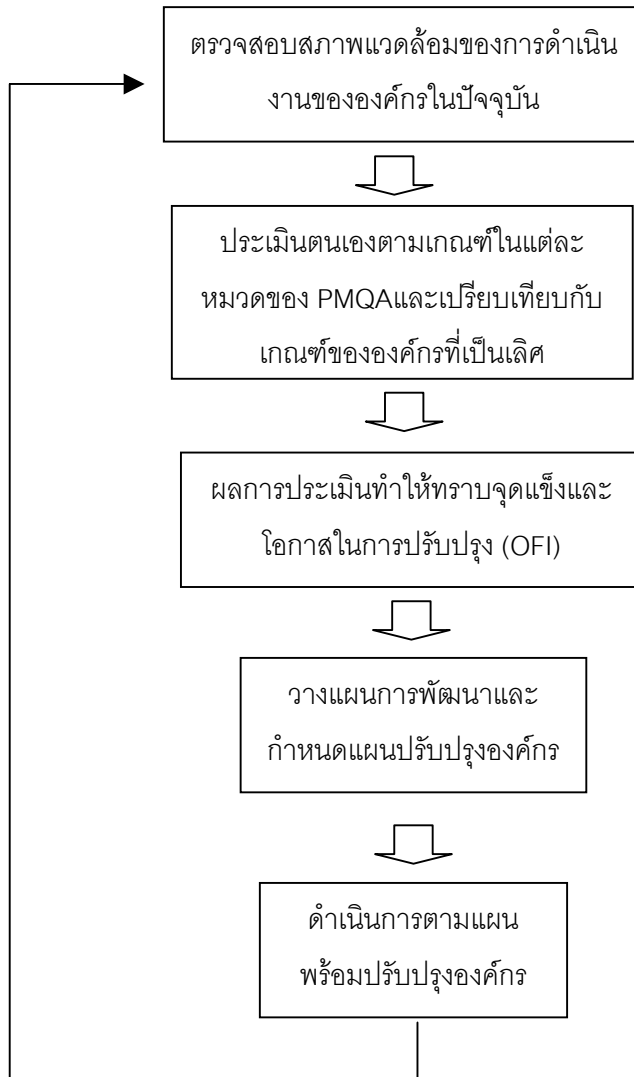 ตรวจสอบสภาพแวดล้อมของการดำเนิน
งานขององค์กรในปัจจุบัน
ประเมินตนเองตามเกณฑ์ในแต่ละ
หมวดของ PMQAและเปรียบเทียบกับ
เกณฑ์ขององค์กรที่เป็นเลิศ
ผลการประเมินทำให้ทราบจุดแข็งและ
โอกาสในการปรับปรุง (OFI)
วางแผนการพัฒนาและ
กำหนดแผนปรับปรุงองค์กร
ดำเนินการตามแผน
พร้อมปรับปรุงองค์กร